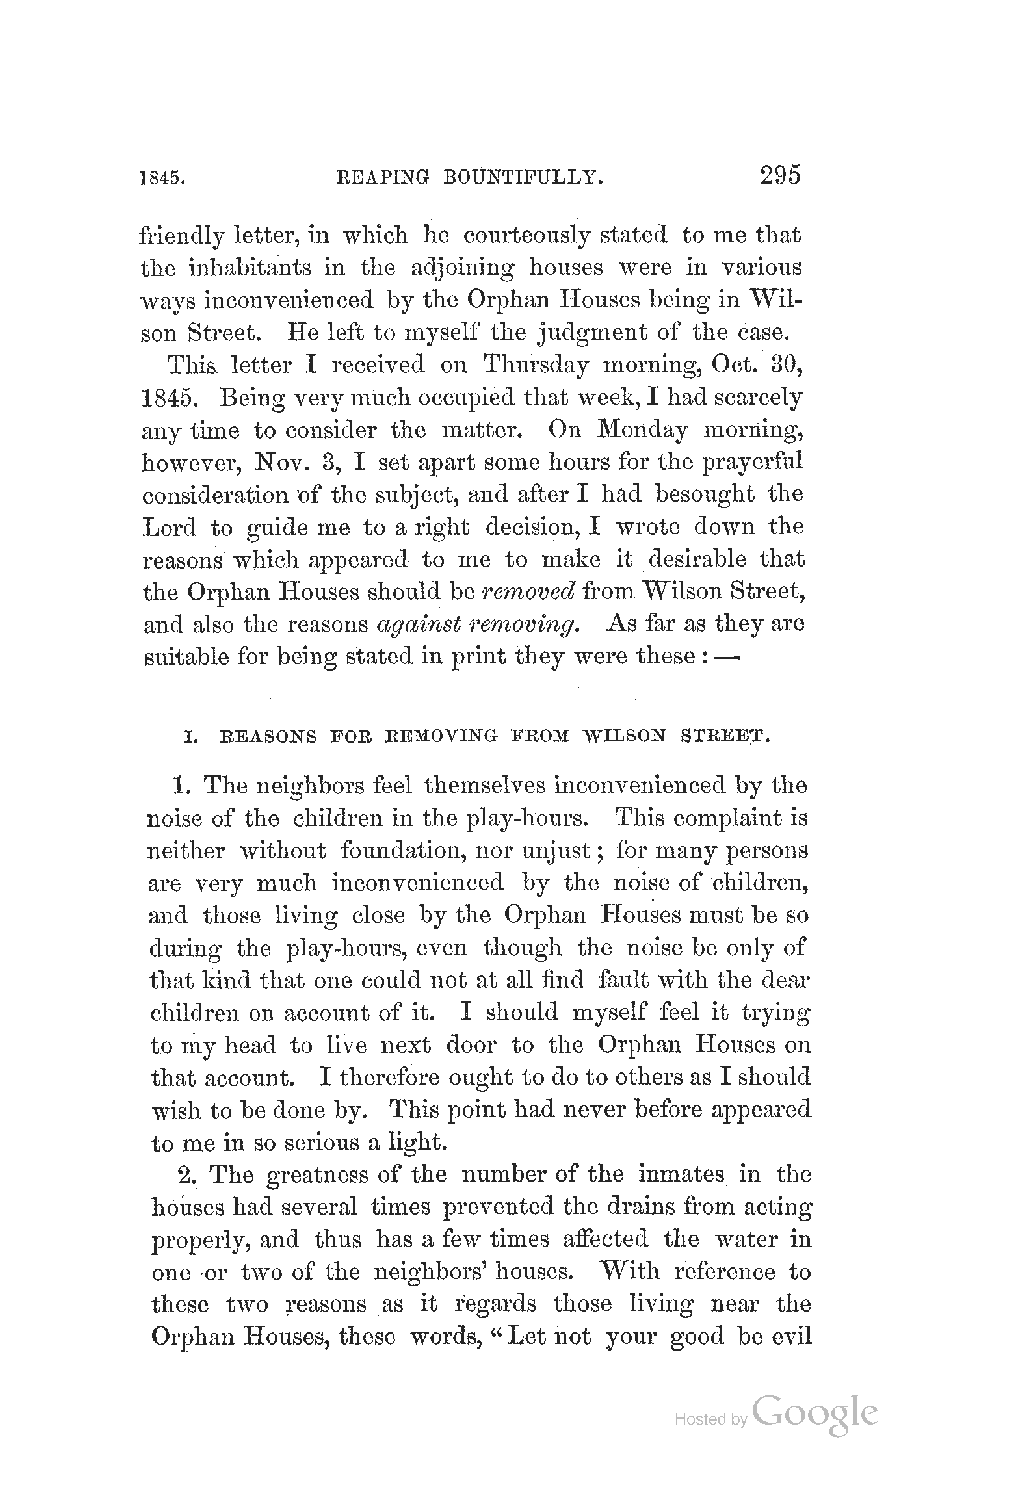 1845. REAPING BOUNTIFULLY. 295
friendly letter, in which he courteously stated to me that
the inhabitants in the adjoining houses were in various
ways inconvenienced by the Orphan Houses being in Wil-
son Street. He left to myself the judgment of the case.
This letter I received on Thursday morning, Oct. 30,
1845. Being very much occupied that week, I had scarcely
any time to consider the matter. On Monday morning,
however, Nov. 3, I set apart some hours for the prayerful
consideration of the subject, and after I had besought the
Lord to guide me to a right decision, I wrote down the
reasons which appeared to me to make it desirable that
the Orphan Houses should be removed from Wilson Street,
and also the reasons against removing. As far as they are
suitable for being stated in print they were these: —
I. REASONS FOR REMOVING FROM WILSON STREET.
1. The neighbors feel themselves inconvenienced by the
noise of the children in the play-hours. This complaint is
neither without foundation, nor unjust; for many persons
are very much inconvenienced by the noise of children,
and those living close by the Orphan Houses must be so
during the play-hours, even though the noise be only of
that kind that one could not at all find fault with the dear
children on account of it. I should myself feel it trying
to my head to live next door to the Orphan Houses on
that account. I therefore ought to do to others as I should
wish to be done by. This point had never before appeared
to me in so serious a light.
2. The greatness of the number of the inmates in the
houses had several times prevented the drains from acting
properly, and thus has a few times affected the water in
one or two of the neighbors' houses. With reference to
these two reasons as it regards those living near the
Orphan Houses, these words, "Let not your good be evil
Hosted by Google